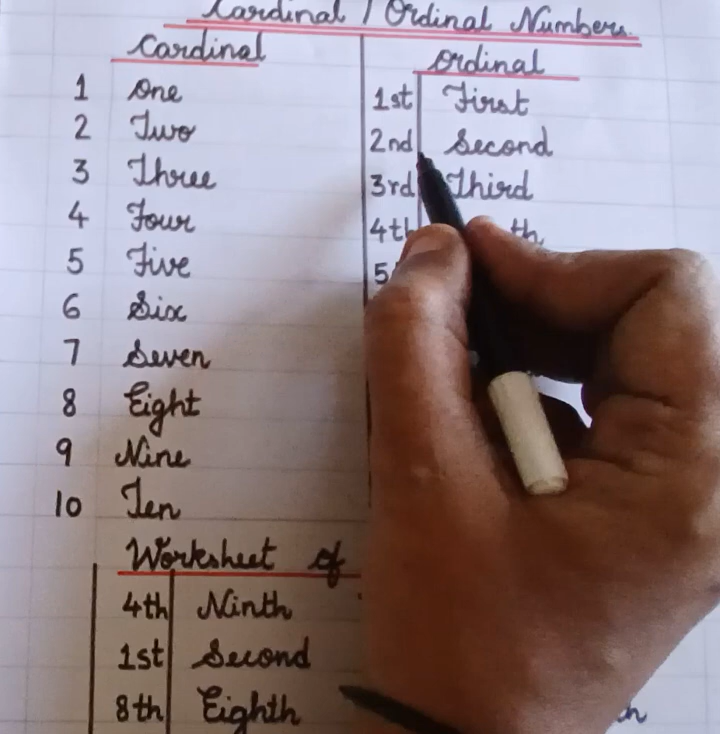 Cardinal / Ordinal Numbers.
Cardinal Ordinal
1 One 1st First
2 Two 2nd Second
3 Three 3rd Third
4 Four 4th
5 Five
6 Six
7 Seven
8 Eight
9 Nine
10 Ten
Worksheet of
4th Ninth
1st Second
8th Eighth